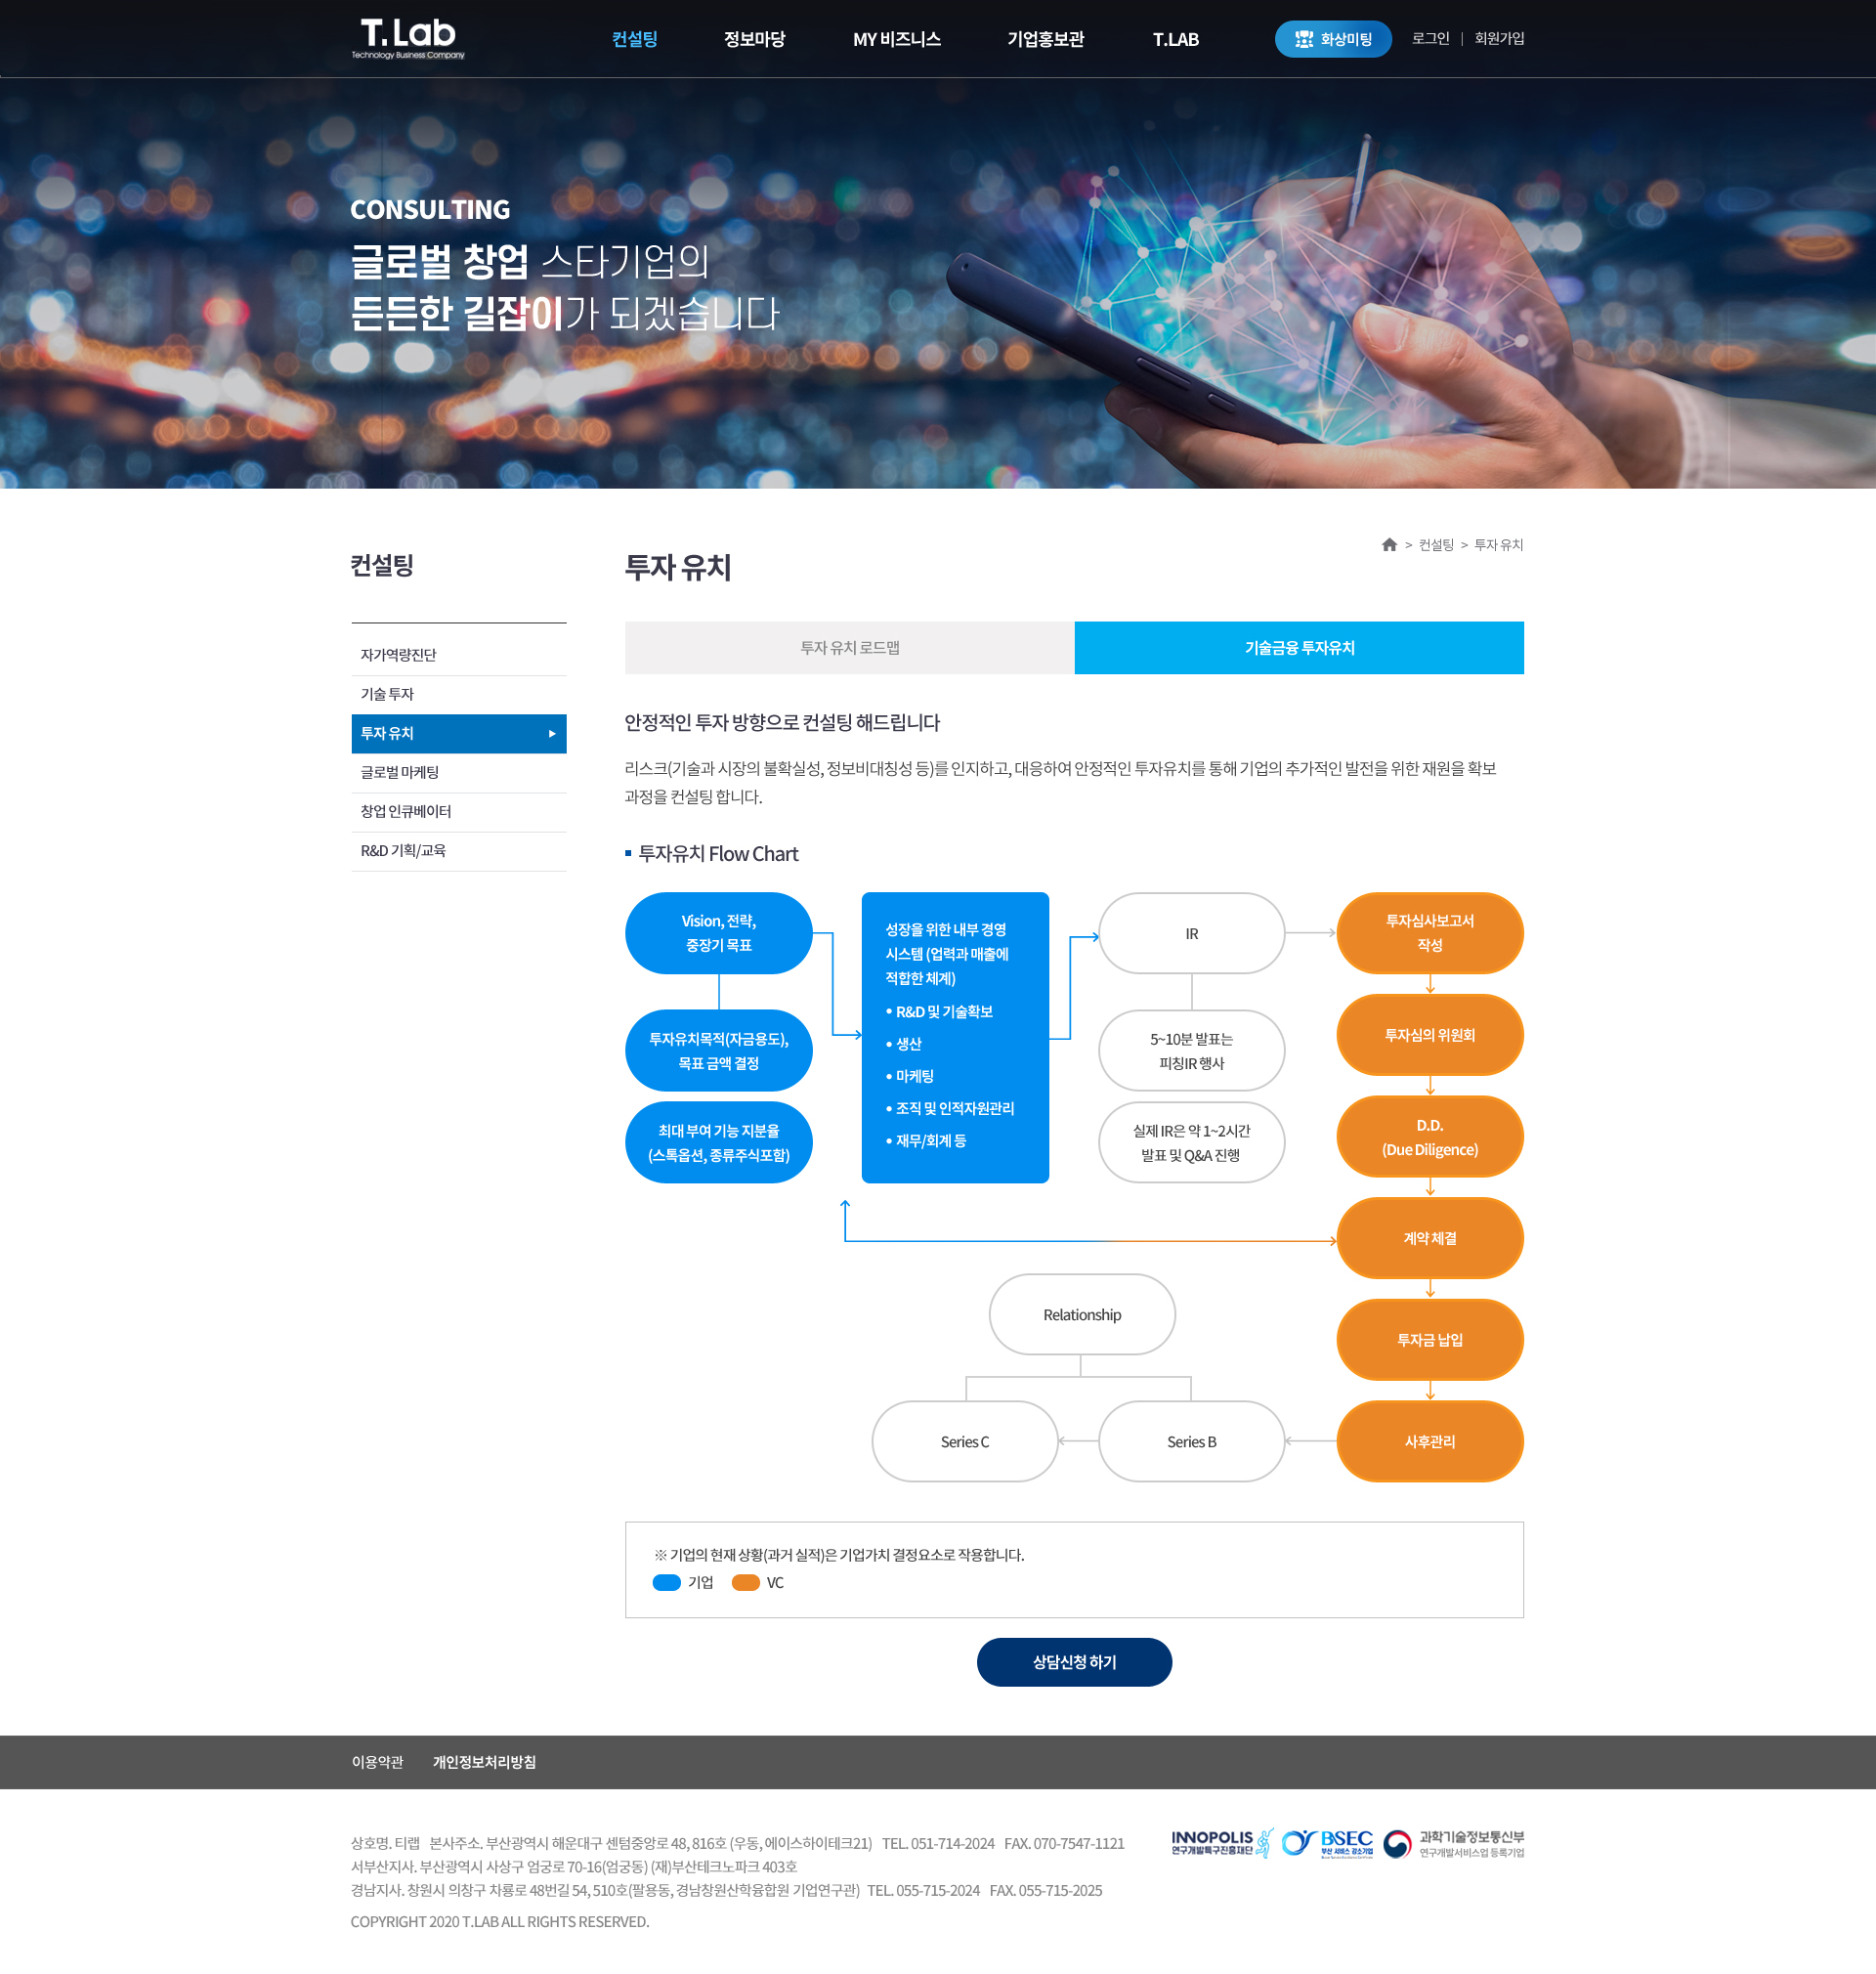 T.Lab
Technology Business Company
컨설팅
정보마당
MY 비즈니스
기업홍보관
T.LAB
화상미팅
로그인
회원가입
CONSULTING
글로벌 창업 스타기업의
든든한 길잡이가 되겠습니다
컨설팅
자가역량진단
기술 투자
투자 유치
글로벌 마케팅
창업 인큐베이터
R&D 기획/교육
투자 유치
> 컨설팅 > 투자 유치
투자 유치 로드맵
기술금융 투자유치
안정적인 투자 방향으로 컨설팅 해드립니다
리스크(기술과 시장의 불확실성, 정보비대칭성 등)를 인지하고, 대응하여 안정적인 투자유치를 통해 기업의 추가적인 발전을 위한 재원을 확보
과정을 컨설팅 합니다.
투자유치 Flow Chart
Vision, 전략,
중장기 목표
투자유치목적(자금용도),
목표 금액 결정
최대 부여 기능 지분율
(스톡옵션, 종류주식포함)
성장을 위한 내부 경영
시스템 (업력과 매출에
적합한 체계)
• R&D 및 기술확보
• 생산
• 마케팅
• 조직 및 인적자원관리
• 재무/회계 등
IR
5~10분 발표는
피칭IR 행사
실제 IR은 약 1~2시간
발표 및 Q&A 진행
투자심사보고서
작성
투자심의 위원회
D.D.
(Due Diligence)
계약 체결
투자금 납입
사후관리
Relationship
Series C
Series B
※ 기업의 현재 상황(과거 실적)은 기업가치 결정요소로 작용합니다.
기업
VC
상담신청 하기
이용약관
개인정보처리방침
상호명. 티랩 본사주소. 부산광역시 해운대구 센텀중앙로 48, 816호 (우동, 에이스하이테크21) TEL. 051-714-2024 FAX. 070-7547-1121
서부산지사. 부산광역시 사상구 엄궁로 70-16(엄궁동) (재)부산테크노파크 403호
경남지사. 창원시 의창구 차룡로 48번길 54, 510호(팔용동, 경남창원산학융합원 기업연구관) TEL. 055-715-2024 FAX. 055-715-2025
COPYRIGHT 2020 T.LAB ALL RIGHTS RESERVED.
INNOPOLIS
연구개발특구진흥재단
BSEC
부산 서비스 강소기업
과학기술정보통신부
연구개발서비스업 등록기업